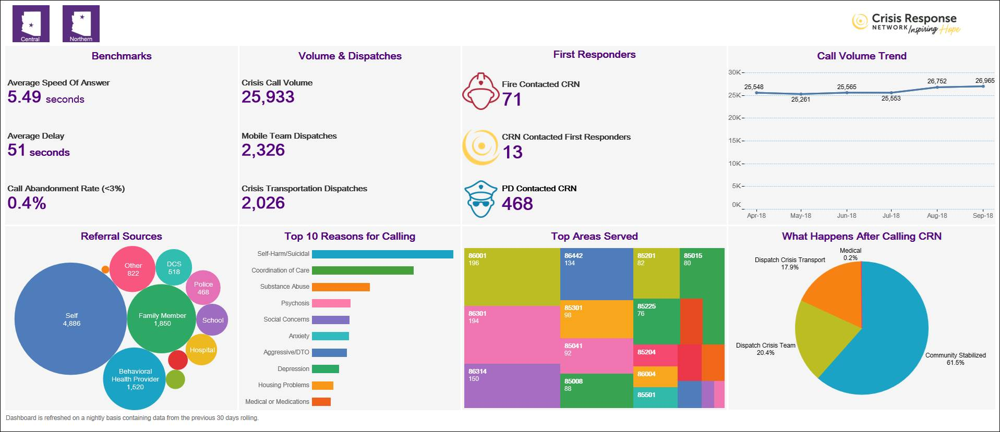 Central
Northern
Crisis Response
NETWORK Inspiring Hope
Benchmarks
Average Speed Of Answer
5.49 seconds
Average Delay
51 seconds
Call Abandonment Rate (<3%)
0.4%
Volume & Dispatches
Crisis Call Volume
25,933
Mobile Team Dispatches
2,326
Crisis Transportation Dispatches
2,026
First Responders
Fire Contacted CRN
71
CRN Contacted First Responders
13
PD Contacted CRN
468
Call Volume Trend
30K
25K
20K
15K
10K
5K
0K
25,548
25,261
25,565
25,553
26,752
26,965
Apr-18
May-18
Jun-18
Jul-18
Aug-18
Sep-18
Referral Sources
Other
822
DCS
518
Police
468
Self
4,886
Family Member
1,850
School
Hospital
Behavioral
Health Provider
1,520
Top 10 Reasons for Calling
Self-Harm/Suicidal
Coordination of Care
Substance Abuse
Psychosis
Social Concerns
Anxiety
Aggressive/DTO
Depression
Housing Problems
Medical or Medications
Top Areas Served
86001
196
86301
194
86314
150
86442
134
85301
98
85041
92
85008
88
85201
82
85225
76
85204
86004
85501
85015
80
What Happens After Calling CRN
Medical
0.2%
Dispatch Crisis Transport
17.9%
Dispatch Crisis Team
20.4%
Community Stabilized
61.5%
Dashboard is refreshed on a nightly basis containing data from the previous 30 days rolling.